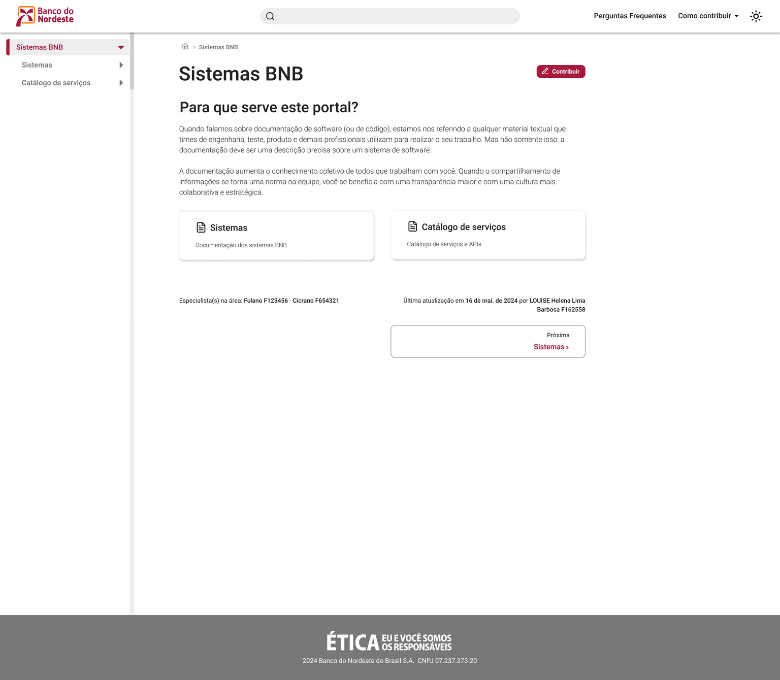 Banco do
Nordeste
Perguntas Frequentes
Como contribuir
Sistemas BNB
Sistemas
Catálogo de serviços
› Sistemas BNB
Sistemas BNB
Contribuir
Para que serve este portal?
Quando falamos sobre documentação de software (ou de código), estamos nos referindo a qualquer material textual que
times de engenharia, teste, produto e demais profissionais utilizam para realizar o seu trabalho. Mas não somente isso: a
documentação deve ser uma descrição precisa sobre um sistema de software.
A documentação aumenta o conhecimento coletivo de todos que trabalham com você. Quando o compartilhamento de
informações se torna uma norma na equipe, você se beneficia com uma transparência maior e com uma cultura mais
colaborativa e estratégica.
Sistemas
Documentação dos sistemas BNB
Catálogo de serviços
Catálogo de serviços e APIs
Especialista(s) na área: Fulano F123456 - Cicrano F654321
Última atualização em 16 de mai. de 2024 por LOUISE Helena Lima
Barbosa F162558
Próxima
Sistemas ›
ÉTICA EU E VOCÊ SOMOS
OS RESPONSÁVEIS
2024 Banco do Nordeste do Brasil S.A. CNPJ 07.237.373-20